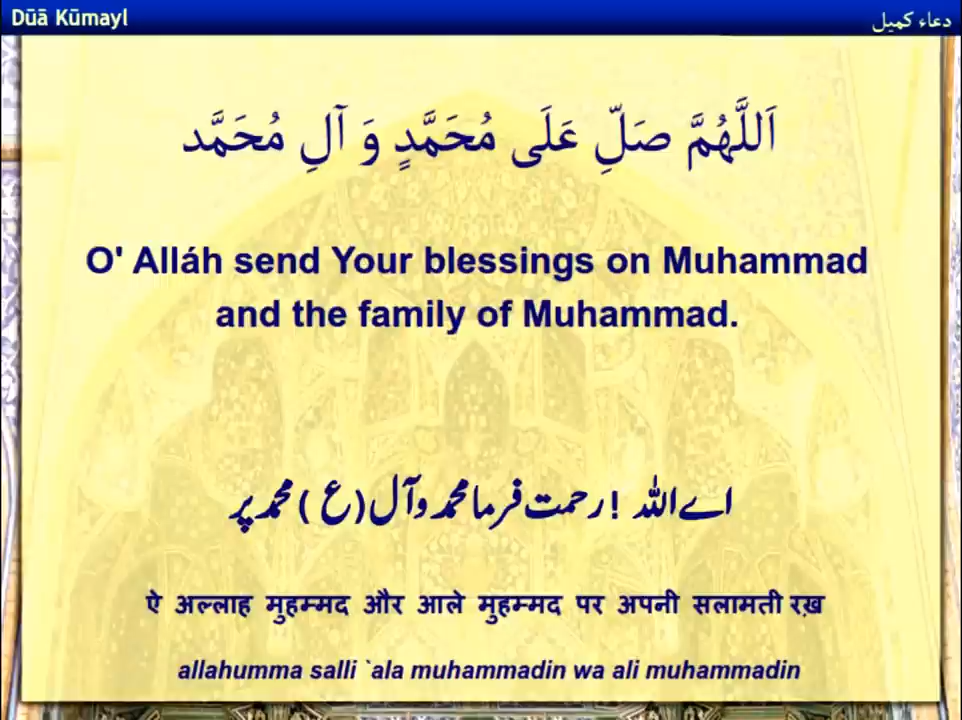 Dūā Kūmayl
دعاء كميل
اَللَّهُمَّ صَلِّ عَلَى مُحَمَّدٍ وَ آلِ مُحَمَّد
O' Alláh send Your blessings on Muhammad
and the family of Muhammad.
اے اللہ ! رحمت فرما محمد و آل (ع ) محمد پر
ऐ अल्लाह मुहम्मद और आले मुहम्मद पर अपनी सलामती रख़
allahumma salli `ala muhammadin wa ali muhammadin